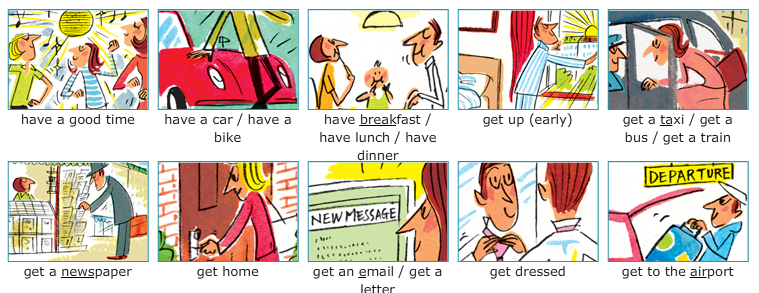 have a good time
have a car / have a
bike
have breakfast /
have lunch / have
dinner
get up (early)
get a taxi / get a
bus / get a train
NEW MESSAGE
DEPARTURE
get a newspaper
get home
get an email / get a
letter
get dressed
get to the airport